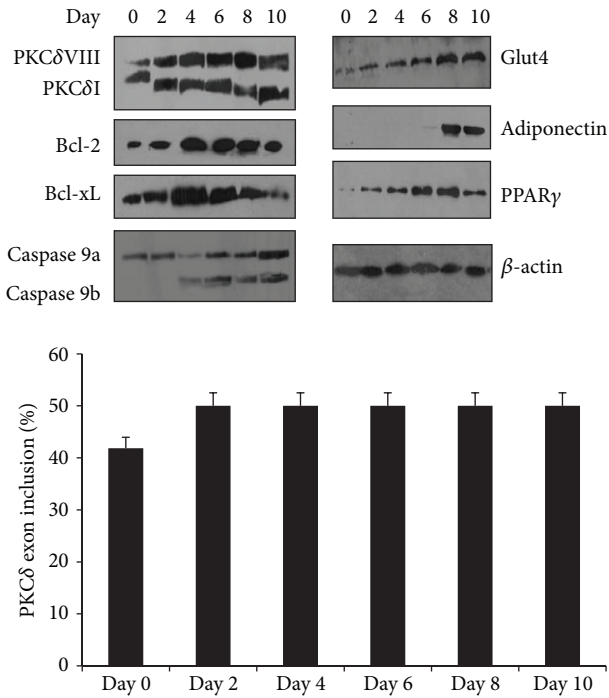 Day 0 2 4 6 8 10
PKCδVIII
PKCδI
Bcl-2
Bcl-xL
Caspase 9a
Caspase 9b
0 2 4 6 8 10
Glut4
Adiponectin
PPARγ
β-actin
PKCδ exon inclusion (%)
60
50
40
30
20
10
0
Day 0 Day 2 Day 4 Day 6 Day 8 Day 10